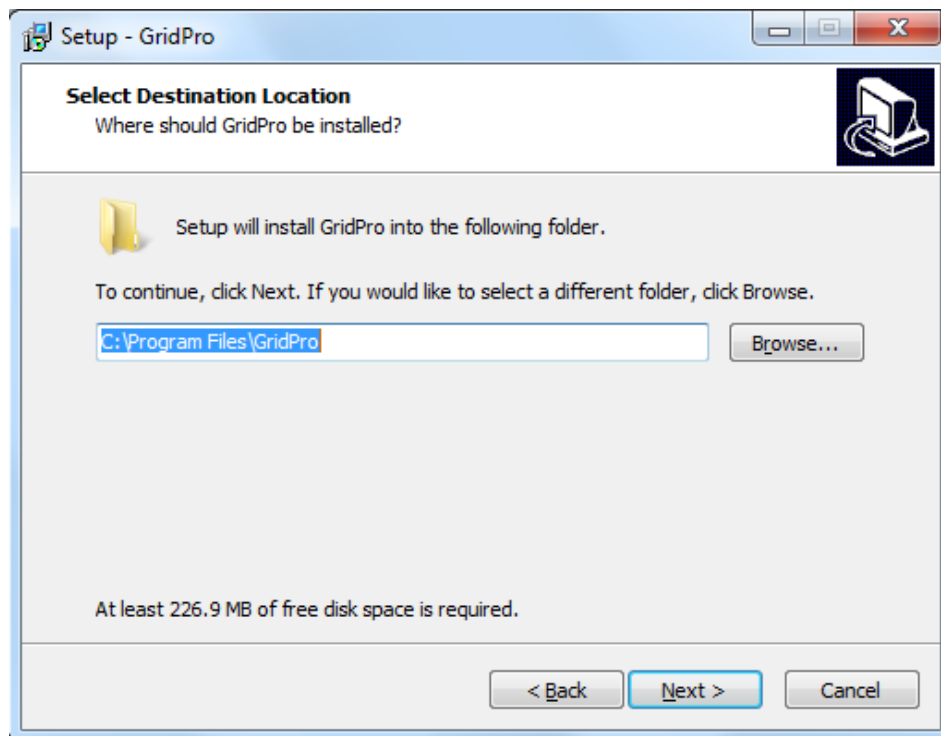 Setup - GridPro
Select Destination Location
Where should GridPro be installed?
Setup will install GridPro into the following folder.
To continue, click Next. If you would like to select a different folder, click Browse.
C:\Program Files\GridPro
Browse...
At least 226.9 MB of free disk space is required.
< Back Next > Cancel